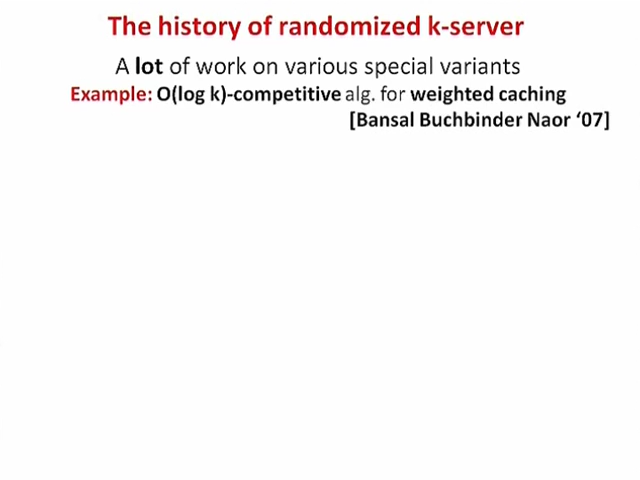 The history of randomized k-server
A lot of work on various special variants
Example: O(log k)-competitive alg. for weighted caching
[Bansal Buchbinder Naor ‘07]